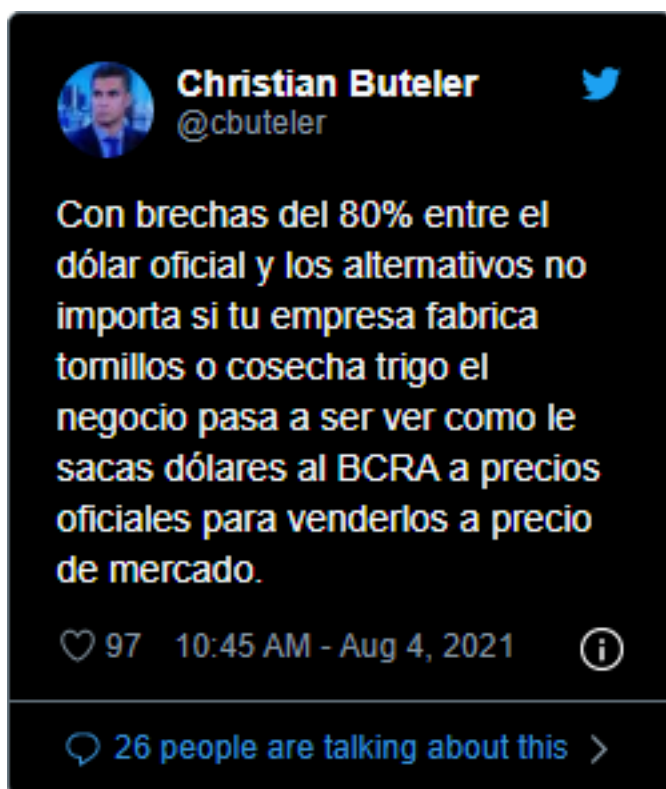 Christian Buteler
@cbuteler
Con brechas del 80% entre el
dólar oficial y los alternativos no
importa si tu empresa fabrica
tornillos o cosecha trigo el
negocio pasa a ser ver como le
sacas dólares al BCRA a precios
oficiales para venderlos a precio
de mercado.
97 10:45 AM - Aug 4, 2021
26 people are talking about this